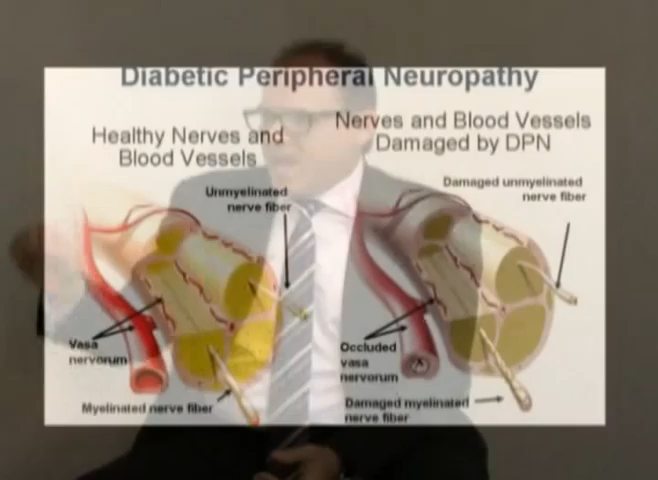 Diabetic Peripheral Neuropathy
Healthy Nerves and
Blood Vessels
Nerves and Blood Vessels
Damaged by DPN
Unmyelinated
nerve fiber
Damaged unmyelinated
nerve fiber
Vasa
nervorum
Occluded
vasa
nervorum
Myelinated nerve fiber
Damaged myelinated
nerve fiber